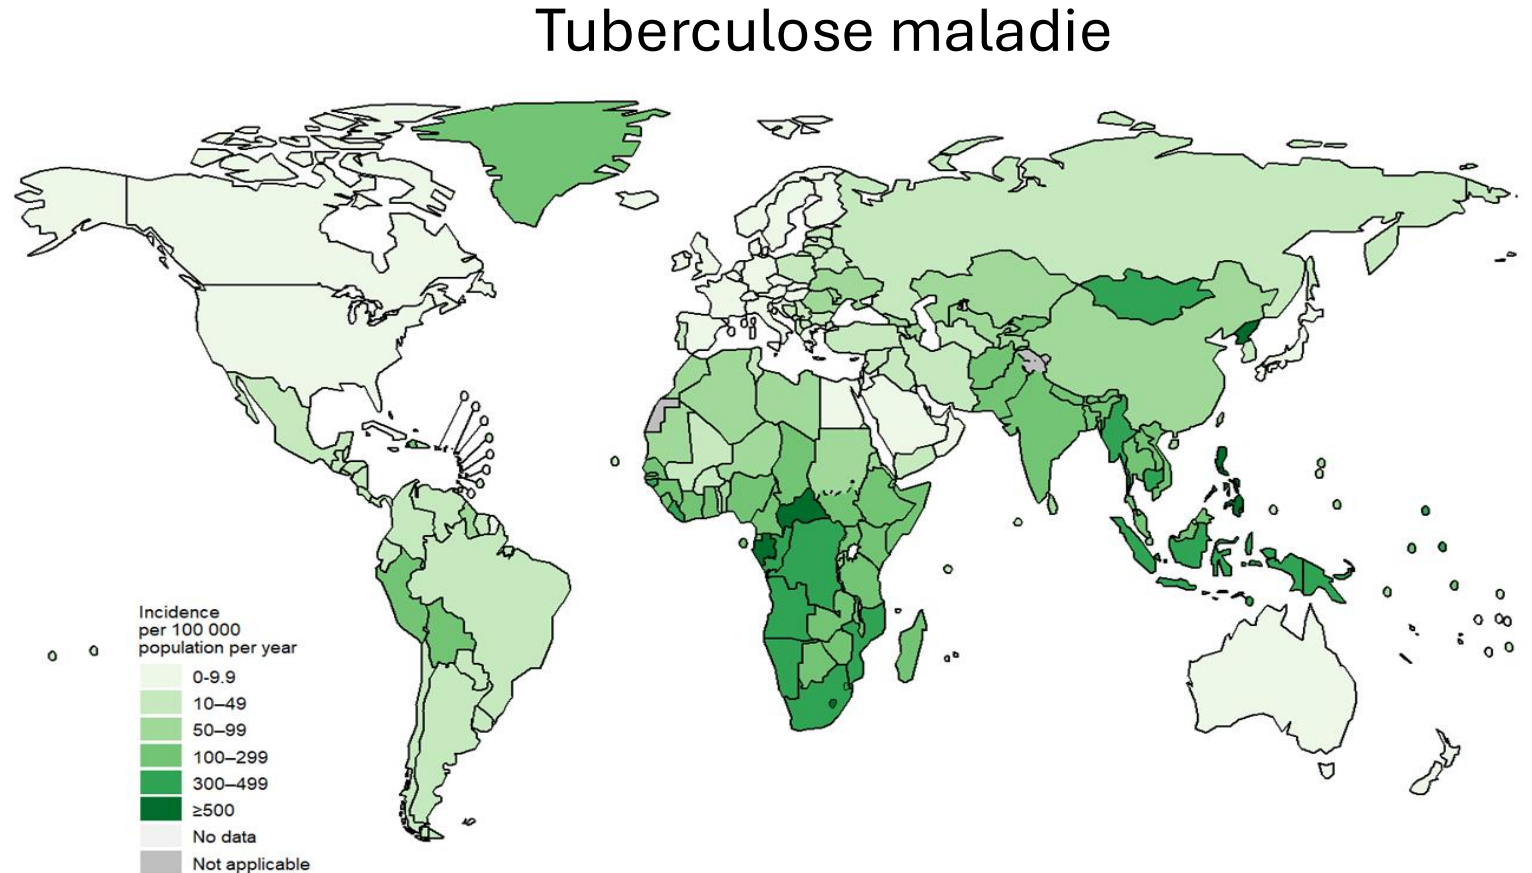 Tuberculose maladie
Incidence
per 100 000
population per year
0-9.9
10–49
50–99
100–299
300–499
≥500
No data
Not applicable